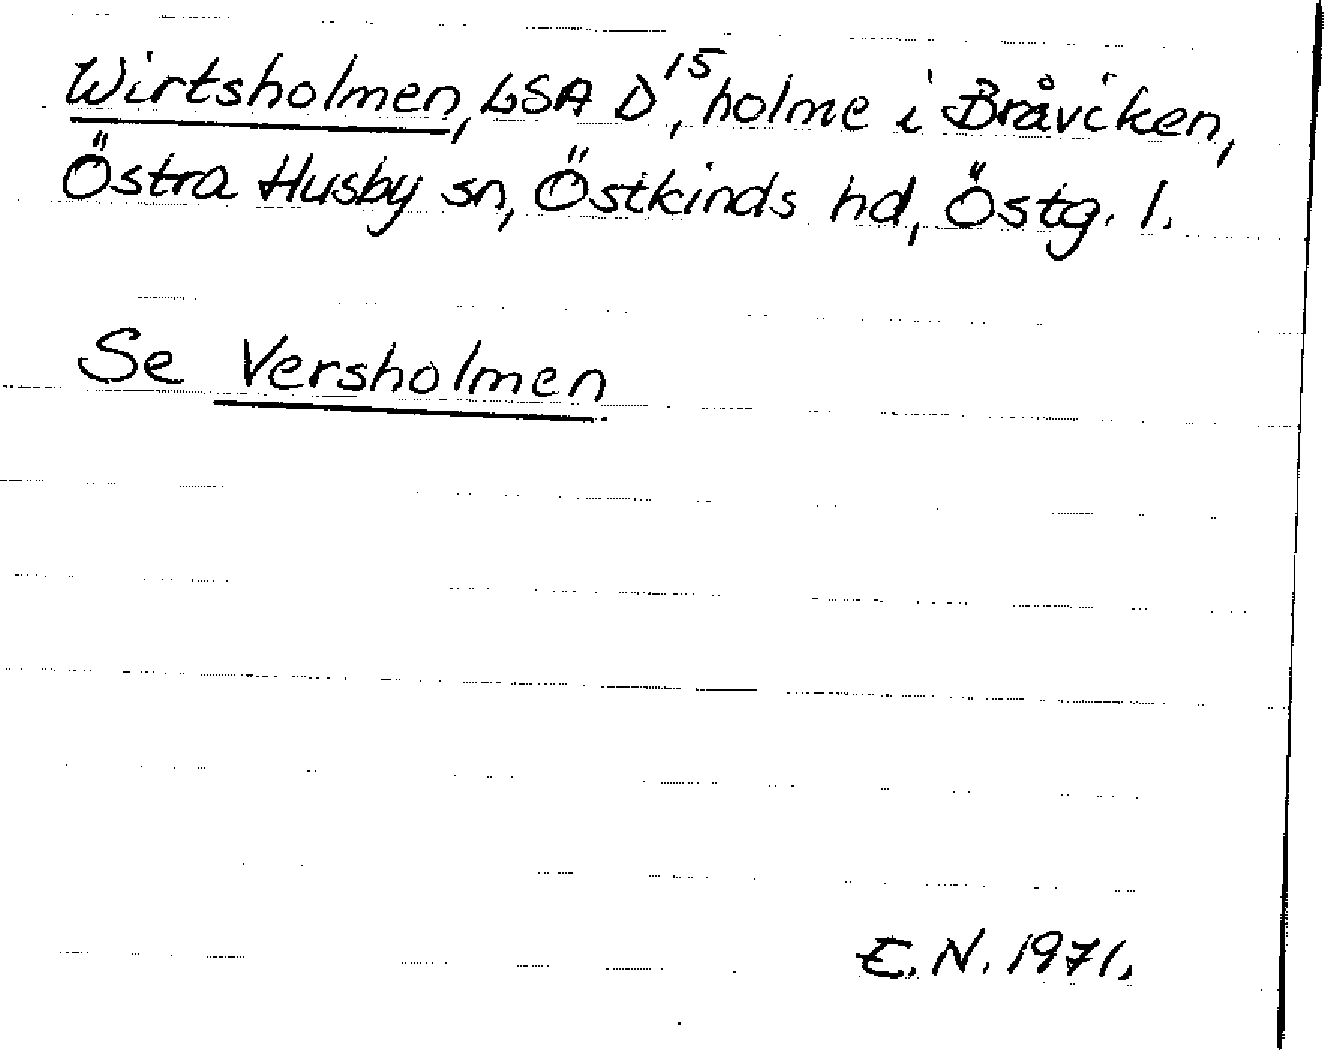 Wirtsholmen, LSA D¹⁵, holme i Bråviken,
Östra Husby sn, Östkinds hd, Östg. l.
Se Versholmen
E.N. 1971.